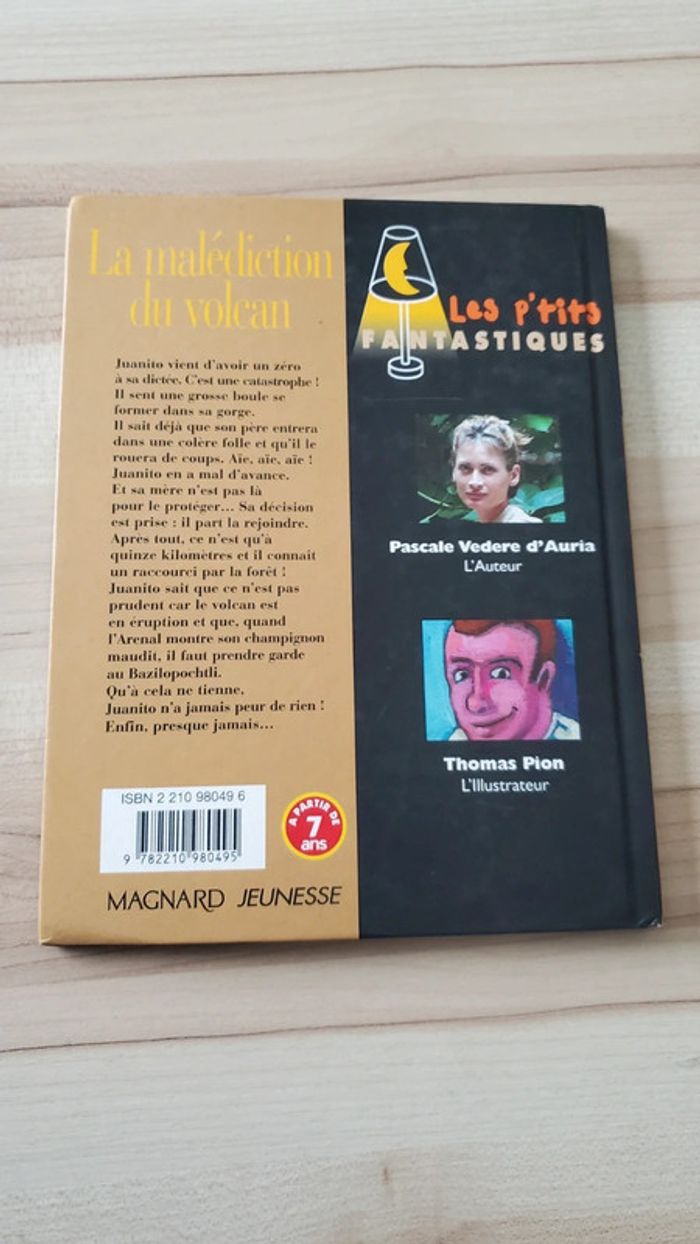 La malédiction
du volcan
Juanito vient d'avoir un zéro
à sa dictée. C'est une catastrophe !
Il sent une grosse boule se
former dans sa gorge.
Il sait déjà que son père entrera
dans une colère folle et qu'il le
rouera de coups. Aïe, aïe, aïe !
Juanito en a mal d'avance.
Et sa mère n'est pas là
pour le protéger... Sa décision
est prise : il part la rejoindre.
Après tout, ce n'est qu'à
quinze kilomètres et il connait
un raccourci par la forêt !
Juanito sait que ce n'est pas
prudent car le volcan est
en éruption et que, quand
l'Arenal montre son champignon
maudit, il faut prendre garde
au Bazilopochtli.
Qu'à cela ne tienne,
Juanito n'a jamais peur de rien !
Enfin, presque jamais...
ISBN 2 210 98049 6
9 782210 980495
À PARTIR DE
7
ans
MAGNARD JEUNESSE
Les p'tits
FANTASTIQUES
Pascale Vedere d'Auria
L'Auteur
Thomas Pion
L'Illustrateur